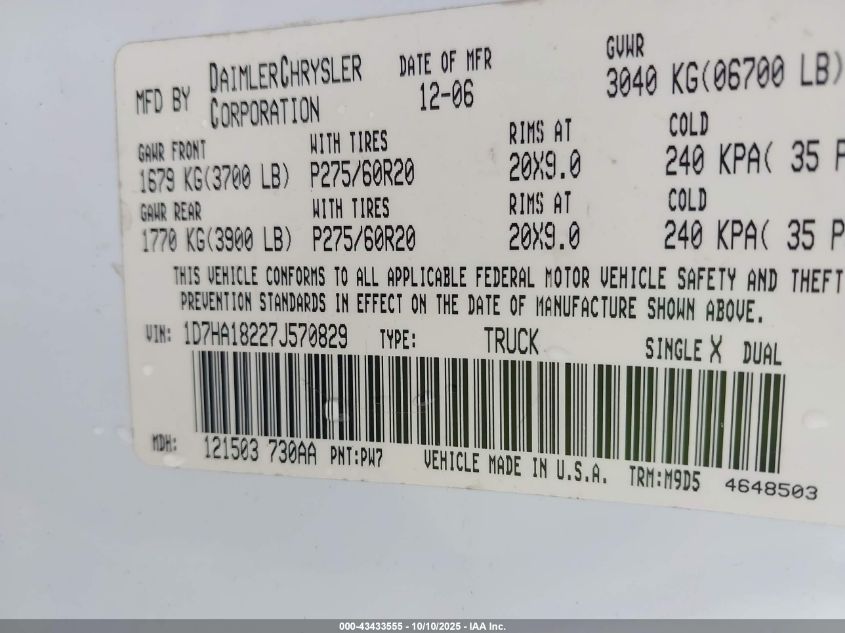 MFD BY DAIMLERCHRYSLER CORPORATION DATE OF MFR 12-06 GVWR 3040 KG(06700 LB)
GAWR FRONT WITH TIRES RIMS AT COLD
1679 KG(3700 LB) P275/60R20 20X9.0 240 KPA( 35 P
GAWR REAR WITH TIRES RIMS AT COLD
1770 KG(3900 LB) P275/60R20 20X9.0 240 KPA( 35 P
THIS VEHICLE CONFORMS TO ALL APPLICABLE FEDERAL MOTOR VEHICLE SAFETY AND THEFT
PREVENTION STANDARDS IN EFFECT ON THE DATE OF MANUFACTURE SHOWN ABOVE.
VIN: 1D7HA18227J570829 TYPE: TRUCK SINGLE X DUAL
MDH: 121503 730AA PNT:PW7 VEHICLE MADE IN U.S.A. TRM:M9D5 4648503
000-43433555 - 10/10/2025 - IAA Inc.